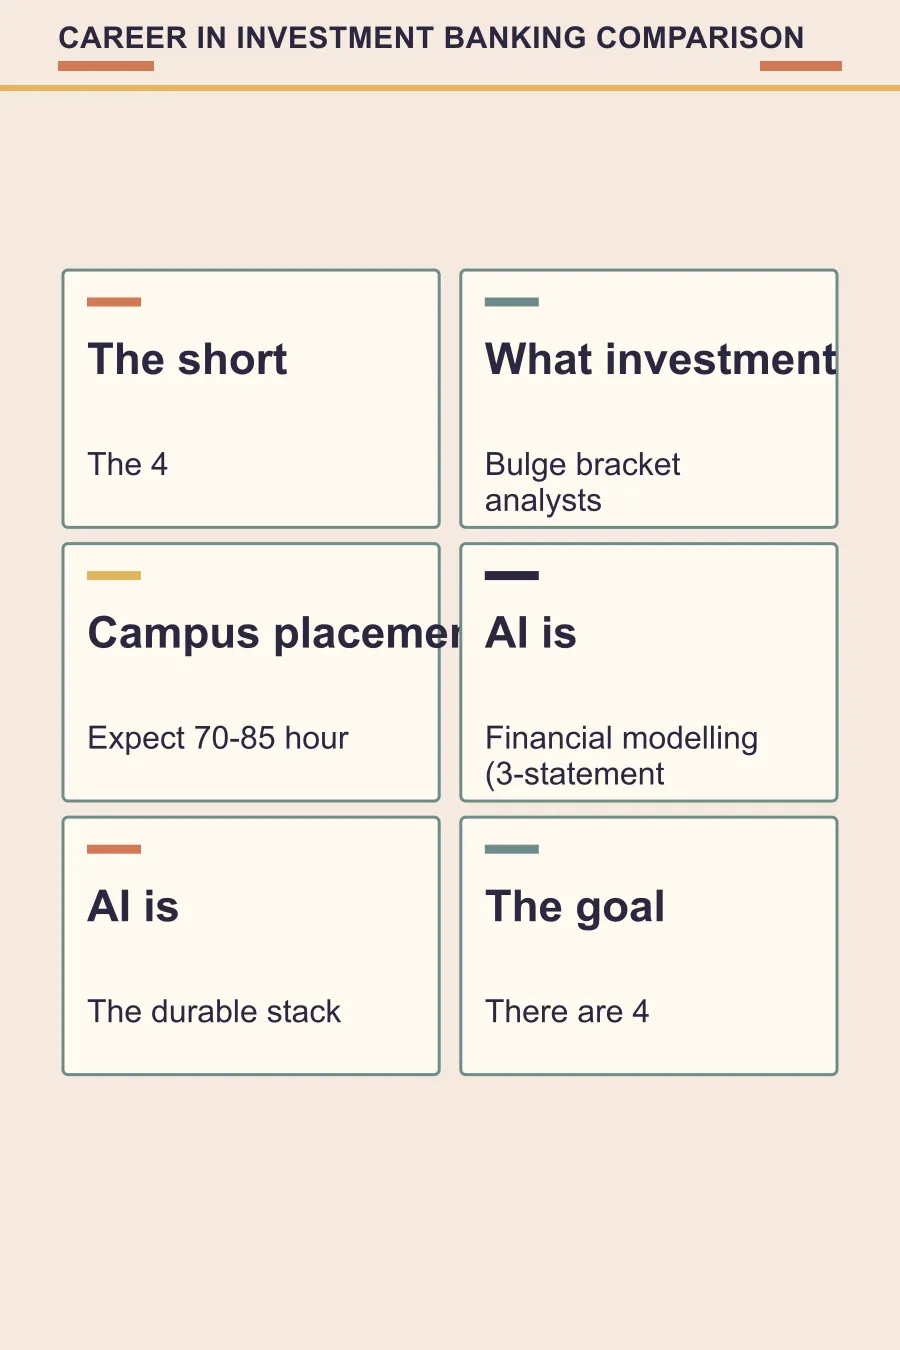 CAREER IN INVESTMENT BANKING COMPARISON
The short
The 4
What investment
Bulge bracket
analysts
Campus
Expect 70-85 hour
AI is
Financial modelling
(3-statement
AI is
The durable stack
The goal
There are 4